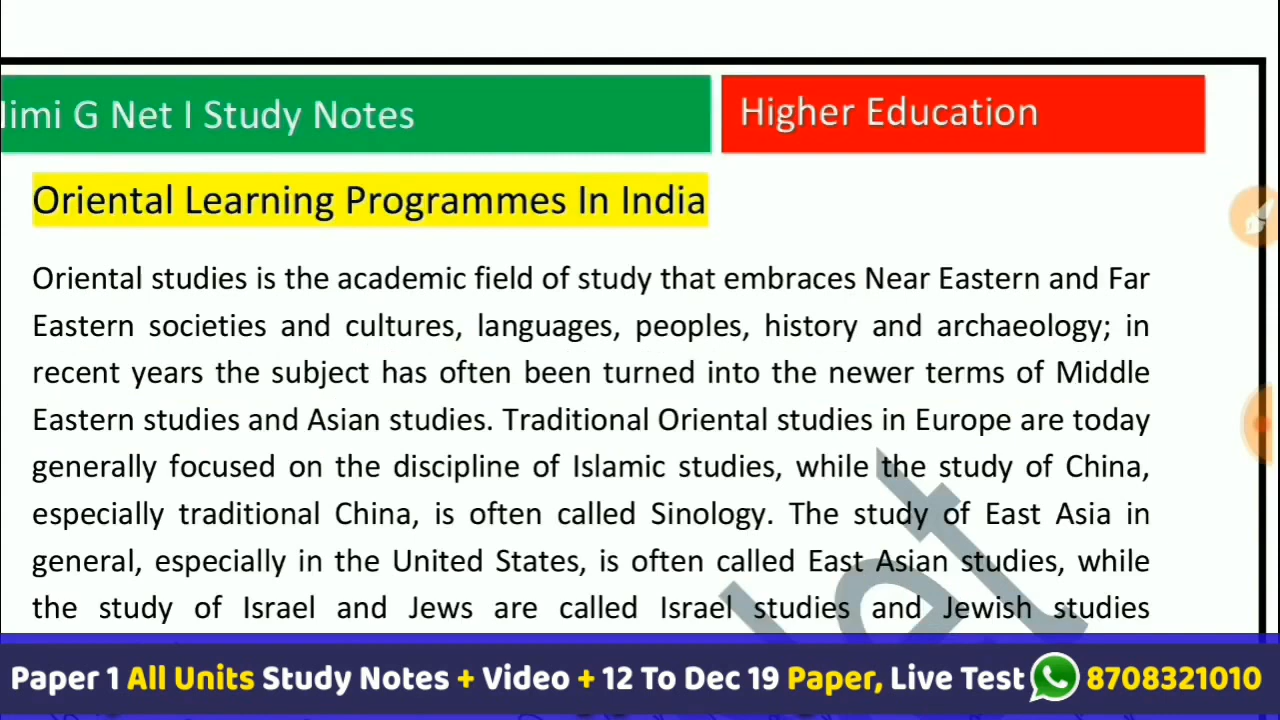 Nimi G Net I Study Notes
Higher Education
Oriental Learning Programmes In India
Oriental studies is the academic field of study that embraces Near Eastern and Far
Eastern societies and cultures, languages, peoples, history and archaeology; in
recent years the subject has often been turned into the newer terms of Middle
Eastern studies and Asian studies. Traditional Oriental studies in Europe are today
generally focused on the discipline of Islamic studies, while the study of China,
especially traditional China, is often called Sinology. The study of East Asia in
general, especially in the United States, is often called East Asian studies, while
the study of Israel and Jews are called Israel studies and Jewish studies
Paper 1 All Units Study Notes + Video + 12 To Dec 19 Paper, Live Test 8708321010